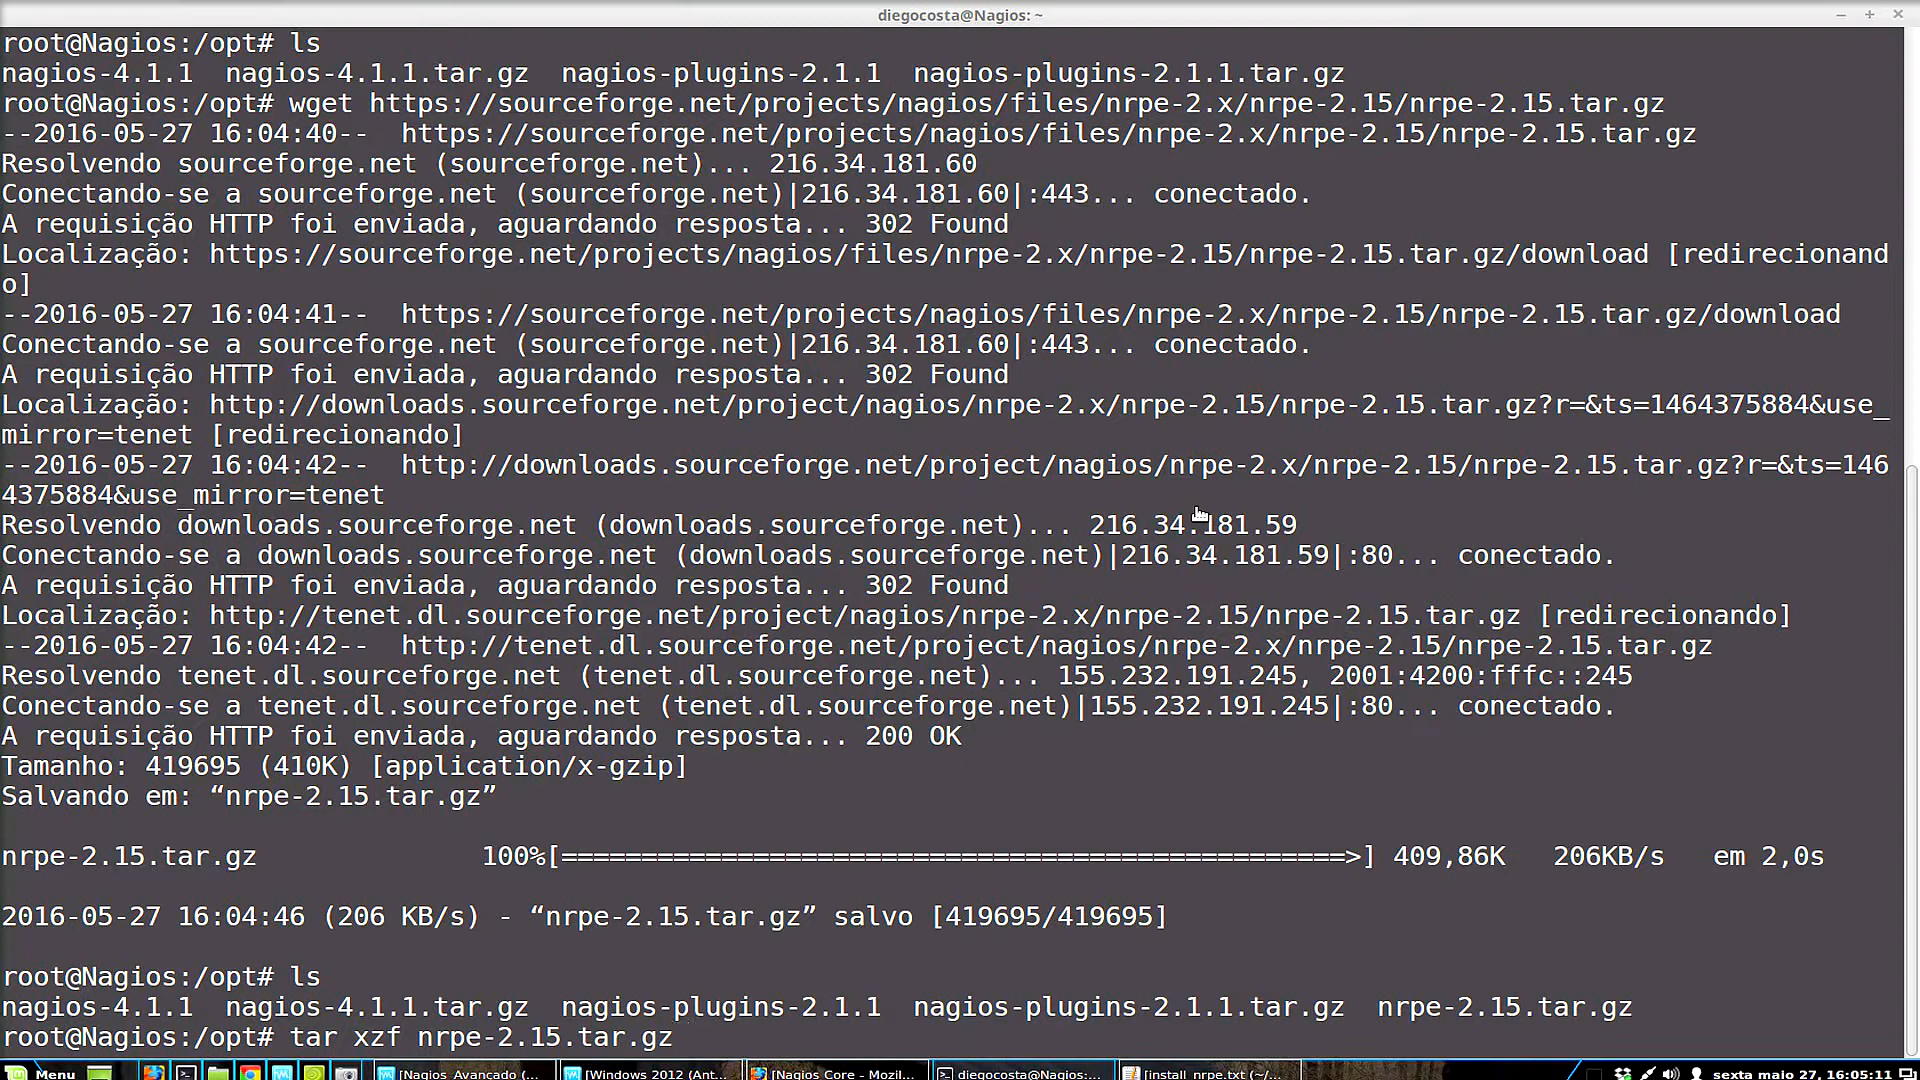 diegocosta@Nagios: ~
root@Nagios:/opt# ls
nagios-4.1.1  nagios-4.1.1.tar.gz  nagios-plugins-2.1.1  nagios-plugins-2.1.1.tar.gz
root@Nagios:/opt# wget https://sourceforge.net/projects/nagios/files/nrpe-2.x/nrpe-2.15/nrpe-2.15.tar.gz
--2016-05-27 16:04:40--  https://sourceforge.net/projects/nagios/files/nrpe-2.x/nrpe-2.15/nrpe-2.15.tar.gz
Resolvendo sourceforge.net (sourceforge.net)... 216.34.181.60
Conectando-se a sourceforge.net (sourceforge.net)|216.34.181.60|:443... conectado.
A requisição HTTP foi enviada, aguardando resposta... 302 Found
Localização: https://sourceforge.net/projects/nagios/files/nrpe-2.x/nrpe-2.15/nrpe-2.15.tar.gz/download [redirecionand
o]
--2016-05-27 16:04:41--  https://sourceforge.net/projects/nagios/files/nrpe-2.x/nrpe-2.15/nrpe-2.15.tar.gz/download
Conectando-se a sourceforge.net (sourceforge.net)|216.34.181.60|:443... conectado.
A requisição HTTP foi enviada, aguardando resposta... 302 Found
Localização: http://downloads.sourceforge.net/project/nagios/nrpe-2.x/nrpe-2.15/nrpe-2.15.tar.gz?r=&ts=1464375884&use_
mirror=tenet [redirecionando]
--2016-05-27 16:04:42--  http://downloads.sourceforge.net/project/nagios/nrpe-2.x/nrpe-2.15/nrpe-2.15.tar.gz?r=&ts=146
4375884&use_mirror=tenet
Resolvendo downloads.sourceforge.net (downloads.sourceforge.net)... 216.34.181.59
Conectando-se a downloads.sourceforge.net (downloads.sourceforge.net)|216.34.181.59|:80... conectado.
A requisição HTTP foi enviada, aguardando resposta... 302 Found
Localização: http://tenet.dl.sourceforge.net/project/nagios/nrpe-2.x/nrpe-2.15/nrpe-2.15.tar.gz [redirecionando]
--2016-05-27 16:04:42--  http://tenet.dl.sourceforge.net/project/nagios/nrpe-2.x/nrpe-2.15/nrpe-2.15.tar.gz
Resolvendo tenet.dl.sourceforge.net (tenet.dl.sourceforge.net)... 155.232.191.245, 2001:4200:fffc::245
Conectando-se a tenet.dl.sourceforge.net (tenet.dl.sourceforge.net)|155.232.191.245|:80... conectado.
A requisição HTTP foi enviada, aguardando resposta... 200 OK
Tamanho: 419695 (410K) [application/x-gzip]
Salvando em: “nrpe-2.15.tar.gz”
nrpe-2.15.tar.gz              100%[=================================================>] 409,86K   206KB/s   em 2,0s
2016-05-27 16:04:46 (206 KB/s) - “nrpe-2.15.tar.gz” salvo [419695/419695]
root@Nagios:/opt# ls
nagios-4.1.1  nagios-4.1.1.tar.gz  nagios-plugins-2.1.1  nagios-plugins-2.1.1.tar.gz  nrpe-2.15.tar.gz
root@Nagios:/opt# tar xzf nrpe-2.15.tar.gz
Menu [Nagios Avançado (... [Windows 2012 (Ant... [Nagios Core - Mozil... diegocosta@Nagios:... [install_nrpe.txt (~/... sexta maio 27, 16:05:11